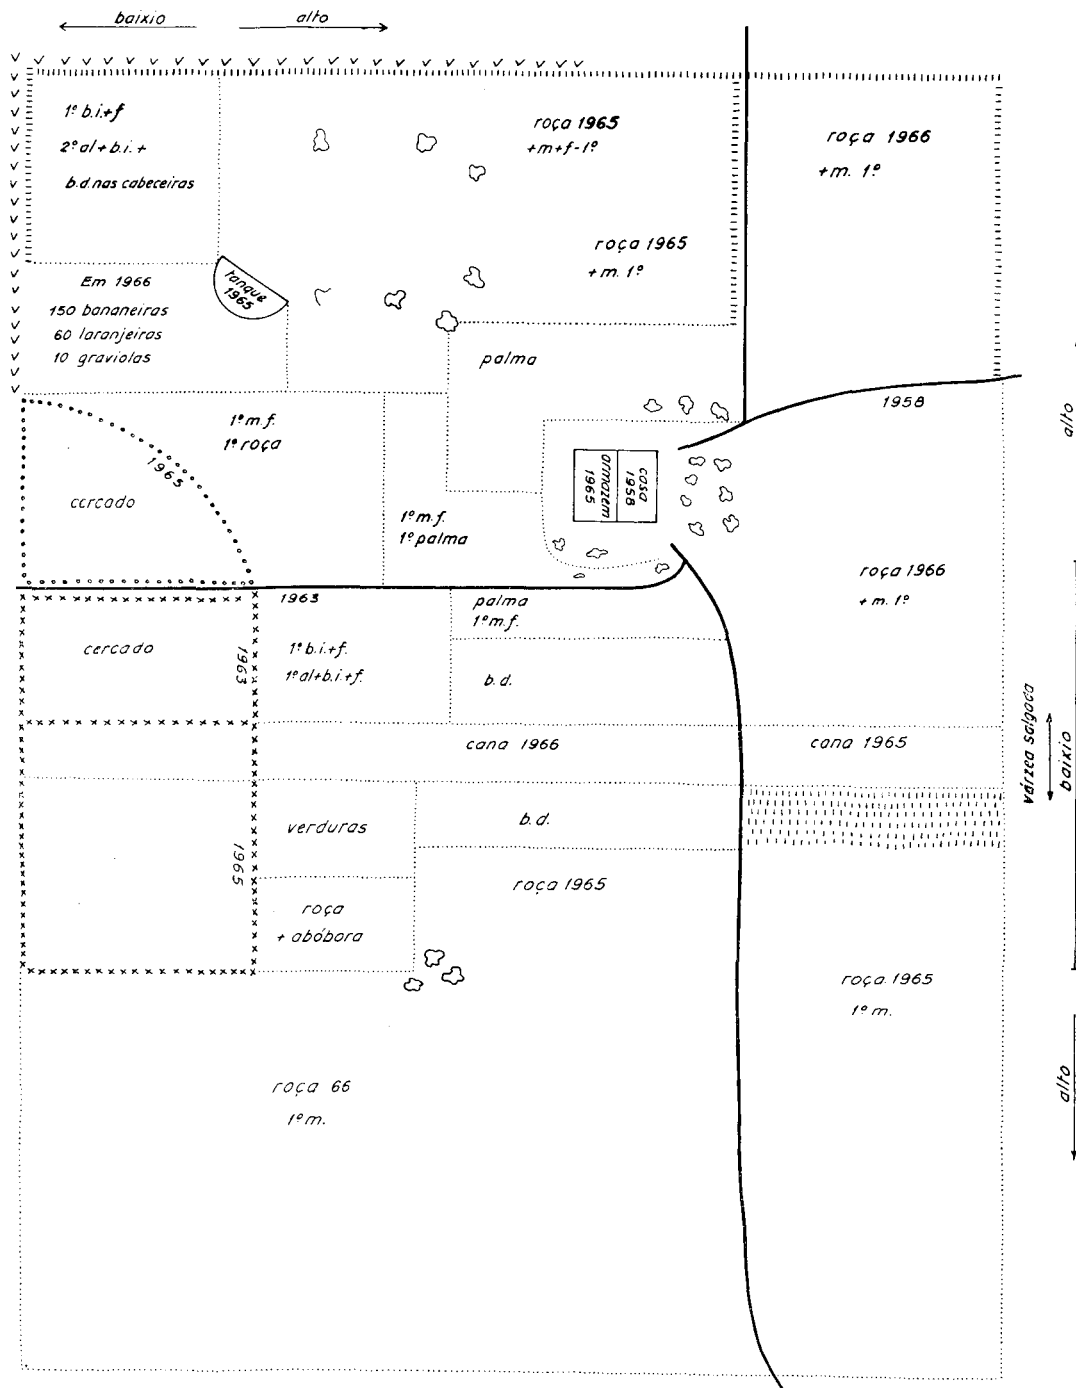 baixio
alto
1º b.i.+f
2º al+b.i.+
b.d.nas cabeceiras
roça 1965
+m+f-1º
roça 1966
+m. 1º
roça 1965
+m. 1º
tanque
1965
Em 1966
150 bananeiras
60 laranjeiras
10 graviolas
palma
1958
alto
1º m.f.
1º roça
1965
cercado
casa
1958
armazem
1965
1º m.f.
1º palma
roça 1966
+m. 1º
1963
palma
1º m.f.
cercado
1963
1º b.i.+f.
1º al+b.i.+f.
b.d.
várzea salgada
baixio
cana 1966
cana 1965
verduras
b.d.
1965
roça 1965
roça
+ abóbora
roça 1965
1º m.
roça 66
1º m.
alto